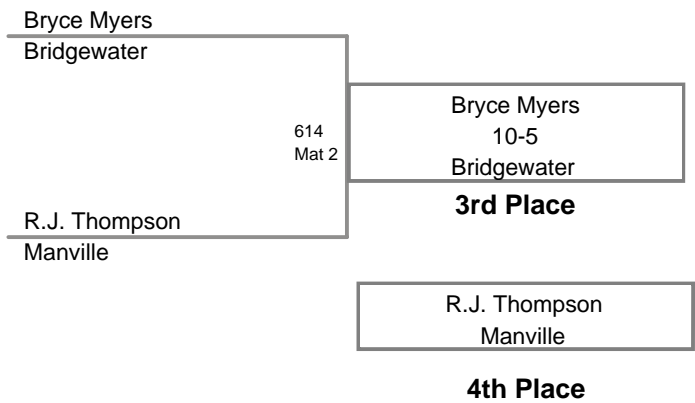 Bryce Myers
Bridgewater
614
Mat 2
Bryce Myers
10-5
Bridgewater
3rd Place
R.J. Thompson
Manville
R.J. Thompson
Manville
4th Place